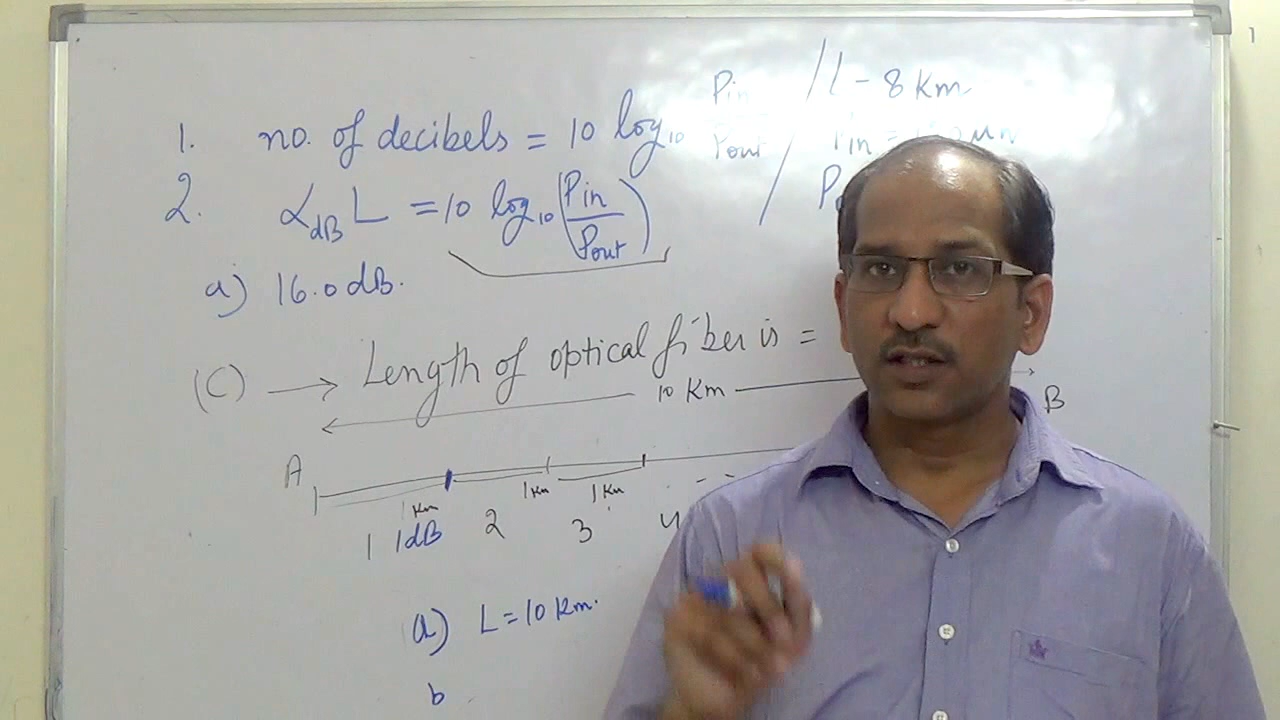 1. no. of decibels = 10 log10 Pin / Pout
// l - 8 Km
Pin =
2. αdB L = 10 log10 (Pin / Pout)
P
a) 16.0 dB.
(C) → Length of optical fiber is =
10 Km
A B
1 Km 1 Km 1 Km
1 1dB 2 3 4
(a) L = 10 Km.
b